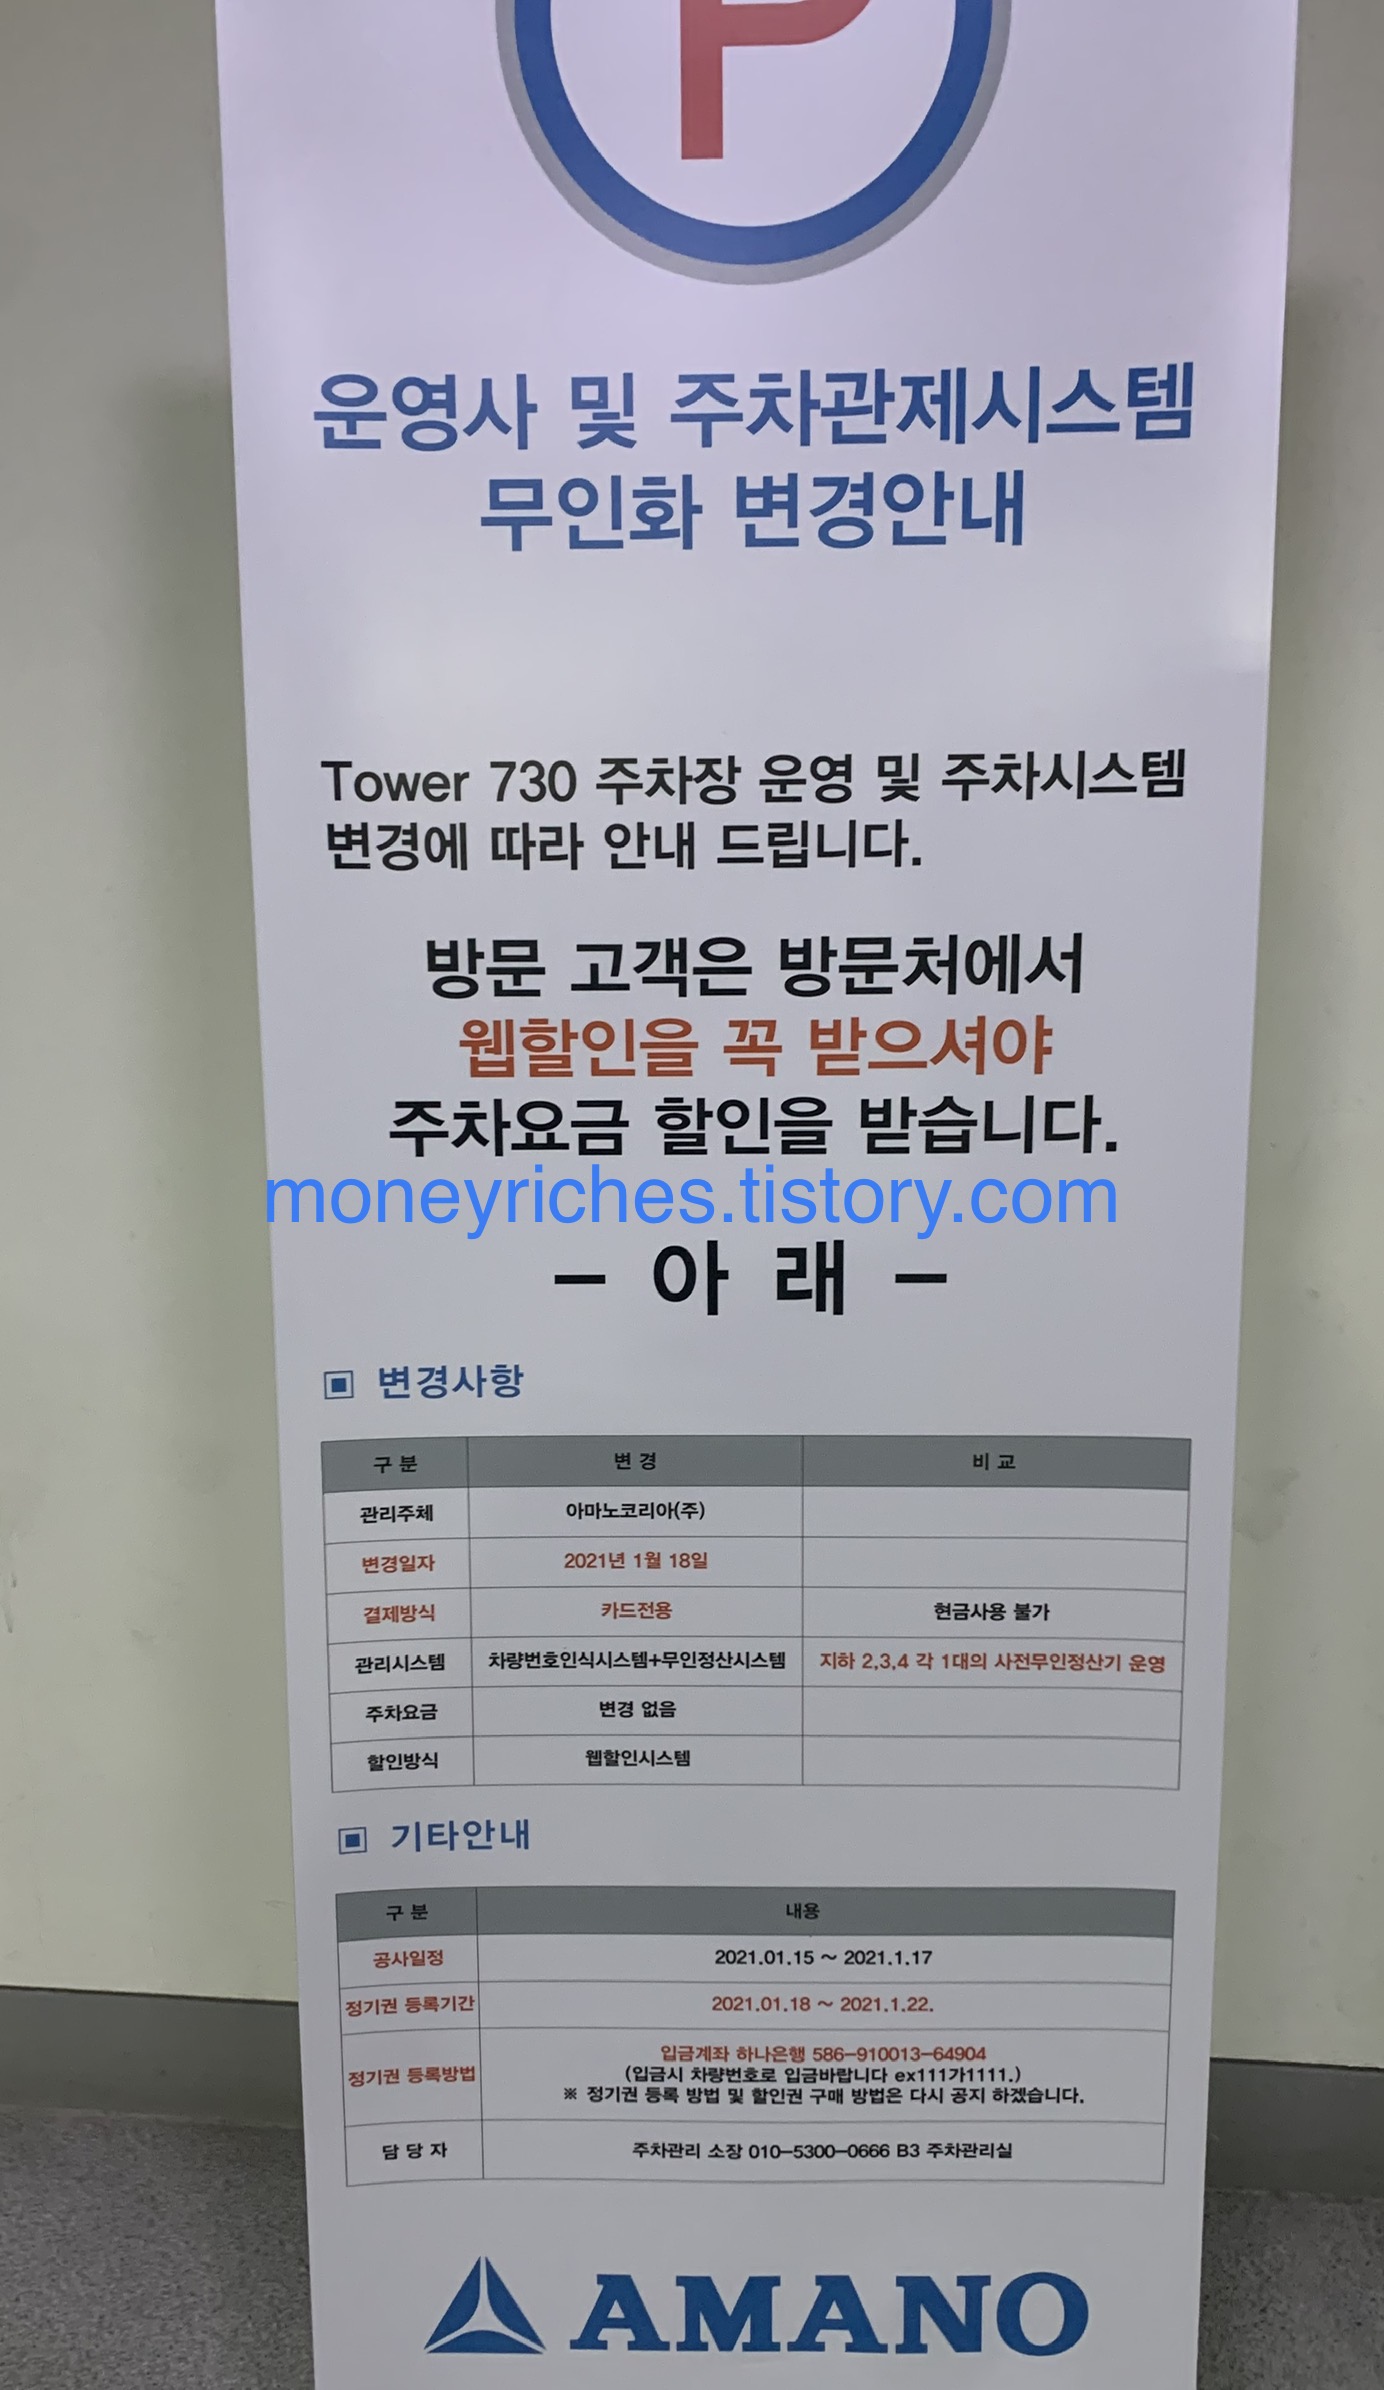 P
운영사 및 주차관제시스템
무인화 변경안내
Tower 730 주차장 운영 및 주차시스템
변경에 따라 안내 드립니다.
방문 고객은 방문처에서
웹할인을 꼭 받으셔야
주차요금 할인을 받습니다.
moneyriches.tistory.com
- 아 래 -
▣ 변경사항
구 분 변 경 비 교
관리주체 아마노코리아(주)
변경일자 2021년 1월 18일
결제방식 카드전용 현금사용 불가
관리시스템 차량번호인식시스템+무인정산시스템 지하 2,3,4 각 1대의 사전무인정산기 운영
주차요금 변경 없음
할인방식 웹할인시스템
▣ 기타안내
구 분 내용
공사일정 2021.01.15 ~ 2021.1.17
정기권 등록기간 2021.01.18 ~ 2021.1.22.
정기권 등록방법 입금계좌 하나은행 586-910013-64904
(입금시 차량번호로 입금바랍니다 ex111가1111.)
※ 정기권 등록 방법 및 할인권 구매 방법은 다시 공지 하겠습니다.
담 당 자 주차관리 소장 010-5300-0666 B3 주차관리실
AMANO